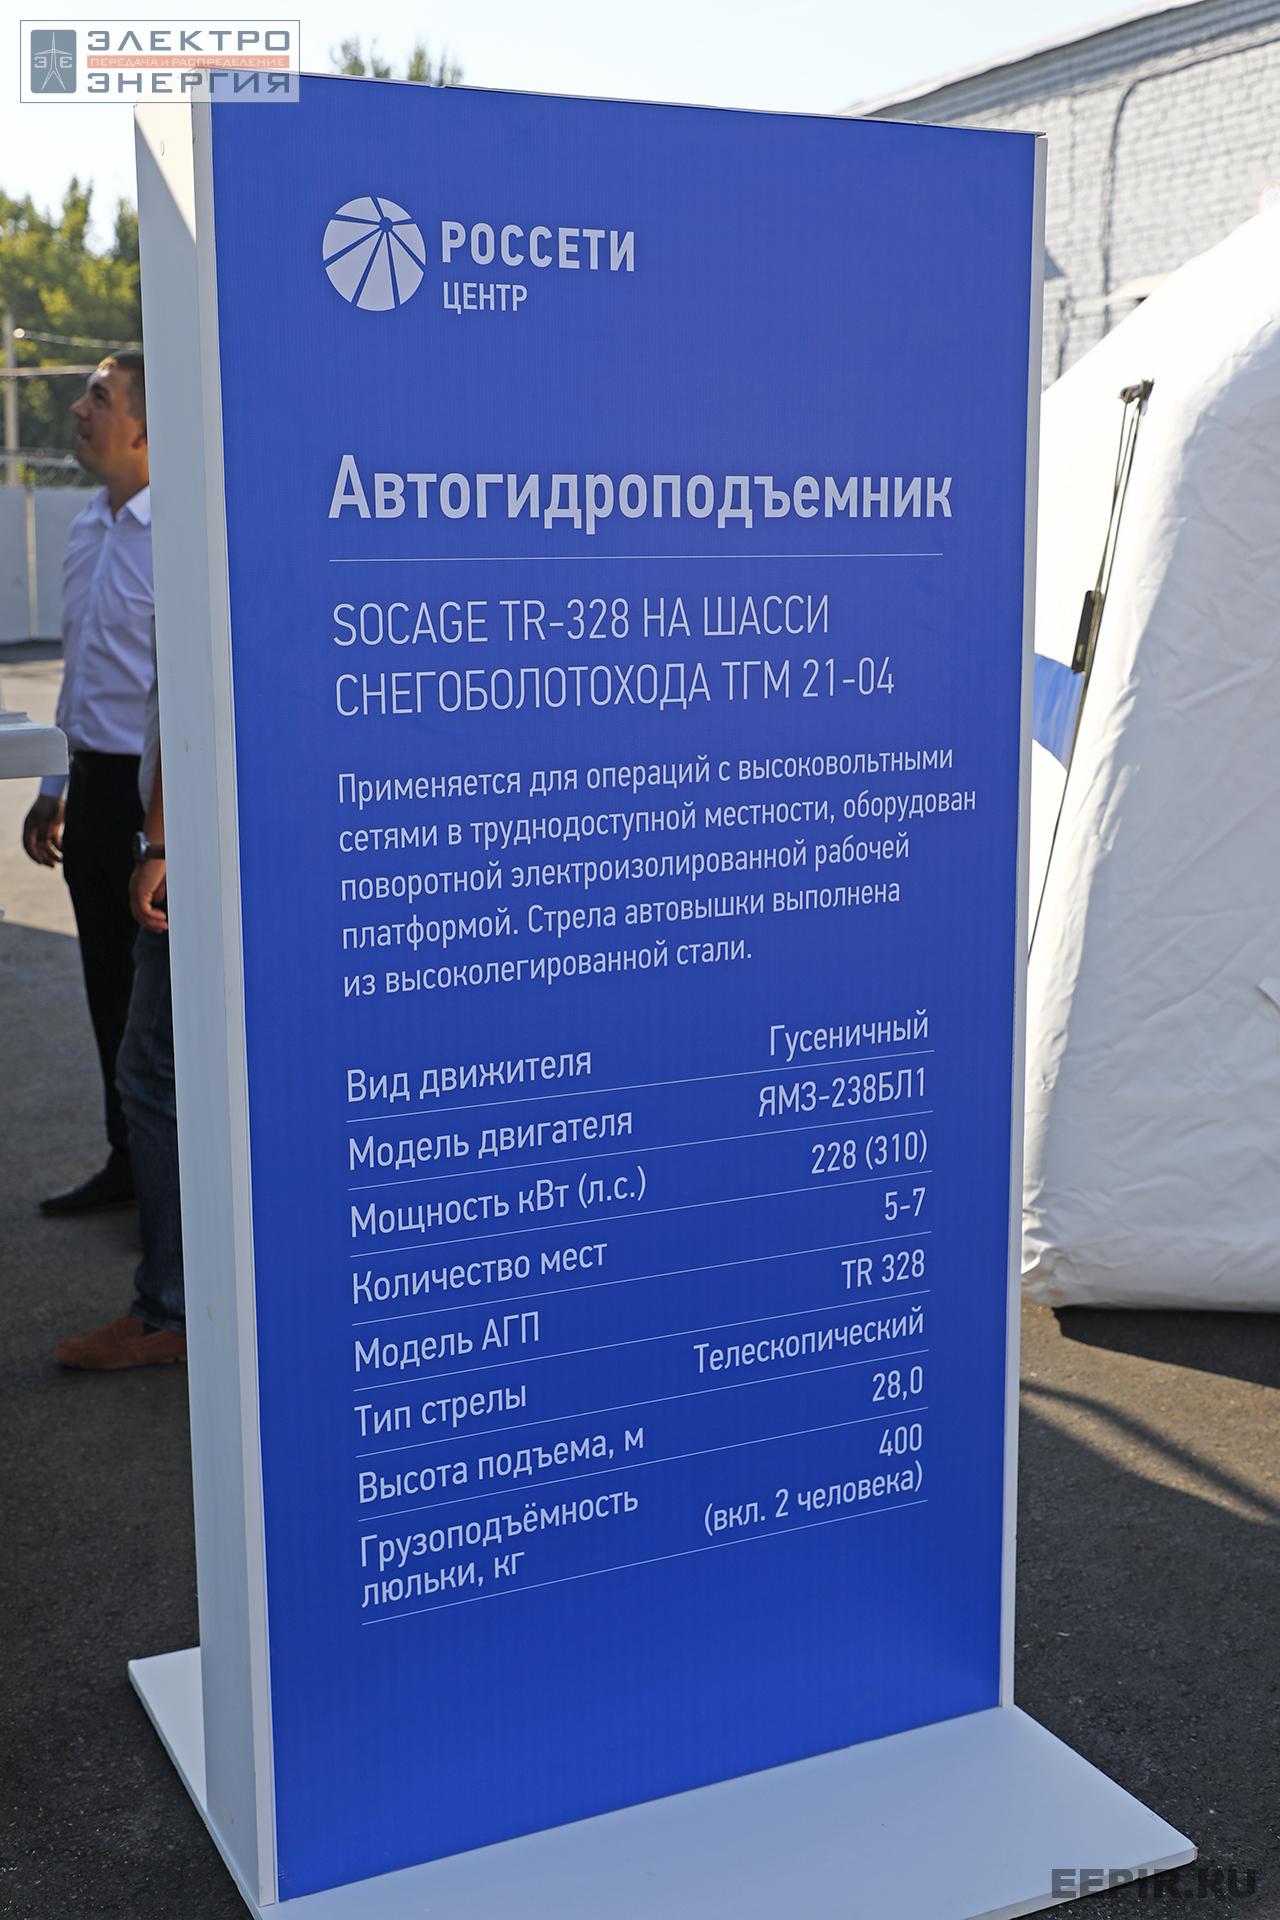 ЭЛЕКТРО
ПЕРЕДАЧА И РАСПРЕДЕЛЕНИЕ
ЭНЕРГИЯ
РОССЕТИ
ЦЕНТР
Автогидроподъемник
SOCAGE TR-328 НА ШАССИ
СНЕГОБОЛОТОХОДА ТГМ 21-04
Применяется для операций с высоковольтными
сетями в труднодоступной местности, оборудован
поворотной электроизолированной рабочей
платформой. Стрела автовышки выполнена
из высоколегированной стали.
Вид движителя Гусеничный
Модель двигателя ЯМЗ-238БЛ1
Мощность кВт (л.с.) 228 (310)
Количество мест 5-7
Модель АГП TR 328
Тип стрелы Телескопический
Высота подъема, м 28,0
Грузоподъёмность 400
люльки, кг (вкл. 2 человека)
EEPIR.RU